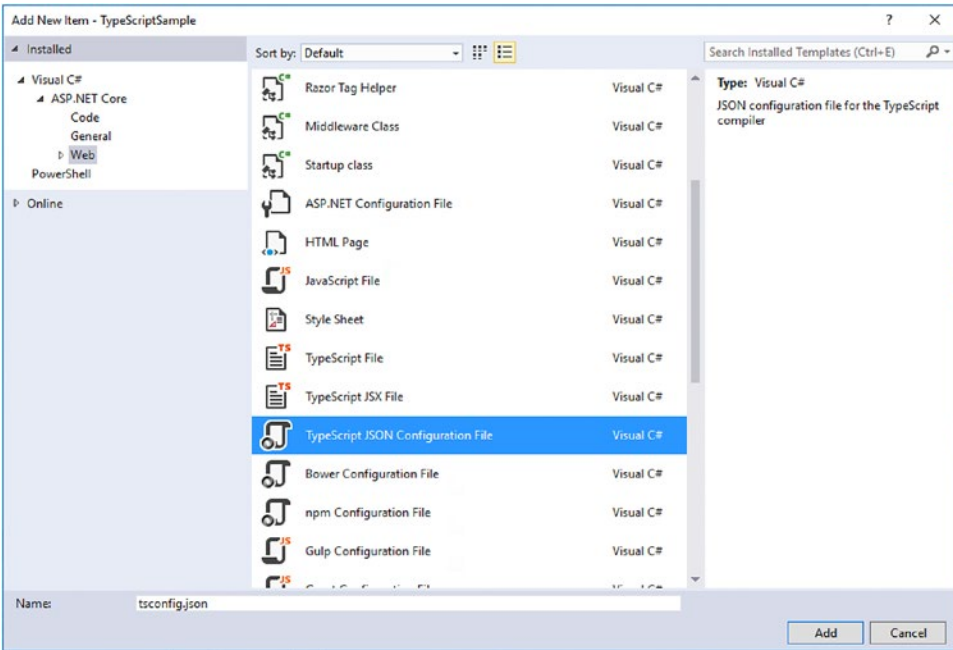 Add New Item - TypeScriptSample
? X
Installed
Sort by: Default
Search Installed Templates (Ctrl+E)
Visual C#
ASP.NET Core
Code
General
Web
PowerShell
Online
C# Razor Tag Helper Visual C#
C# Middleware Class Visual C#
C# Startup class Visual C#
ASP.NET Configuration File Visual C#
HTML Page Visual C#
JS JavaScript File Visual C#
Style Sheet Visual C#
TS TypeScript File Visual C#
TS TypeScript JSX File Visual C#
TypeScript JSON Configuration File Visual C#
Bower Configuration File Visual C#
npm Configuration File Visual C#
JS Gulp Configuration File Visual C#
Type: Visual C#
JSON configuration file for the TypeScript
compiler
Name: tsconfig.json
Add Cancel